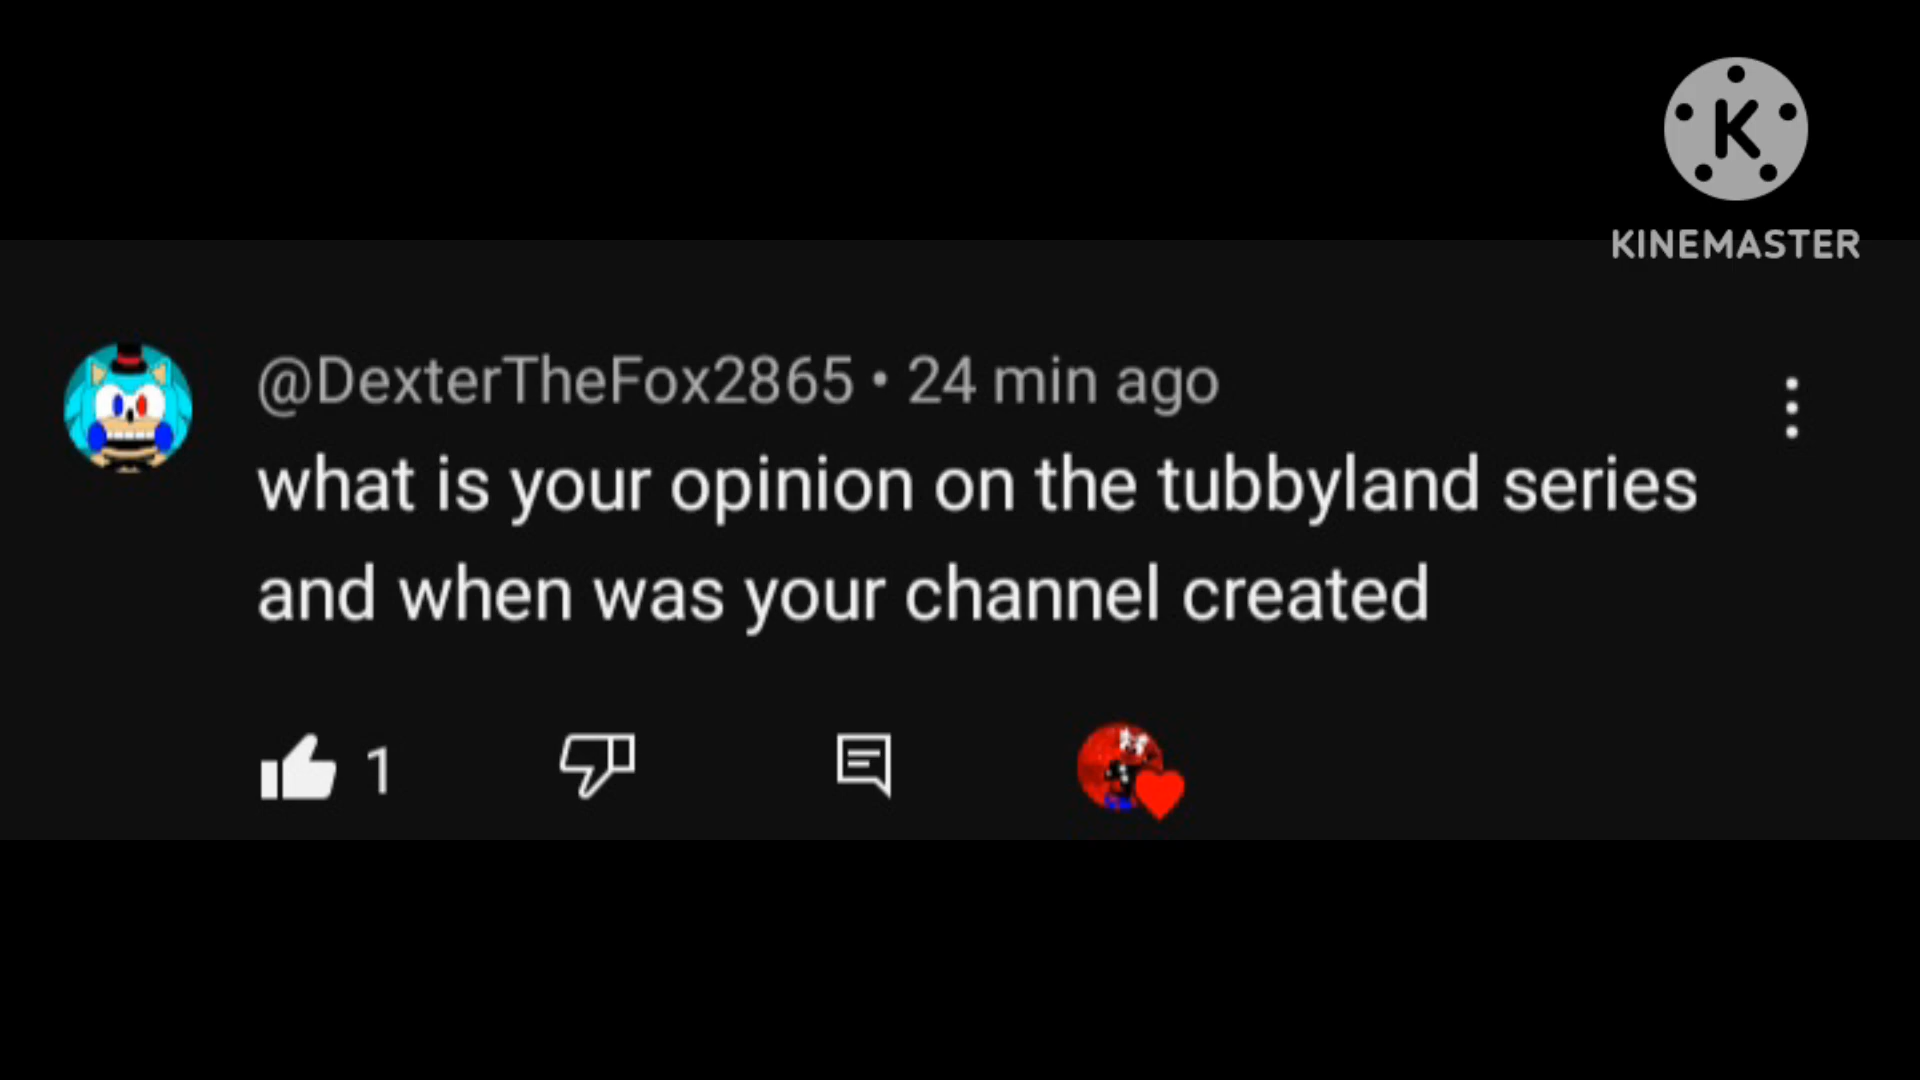 K
KINEMASTER
@DexterTheFox2865 • 24 min ago
what is your opinion on the tubbyland series
and when was your channel created
1